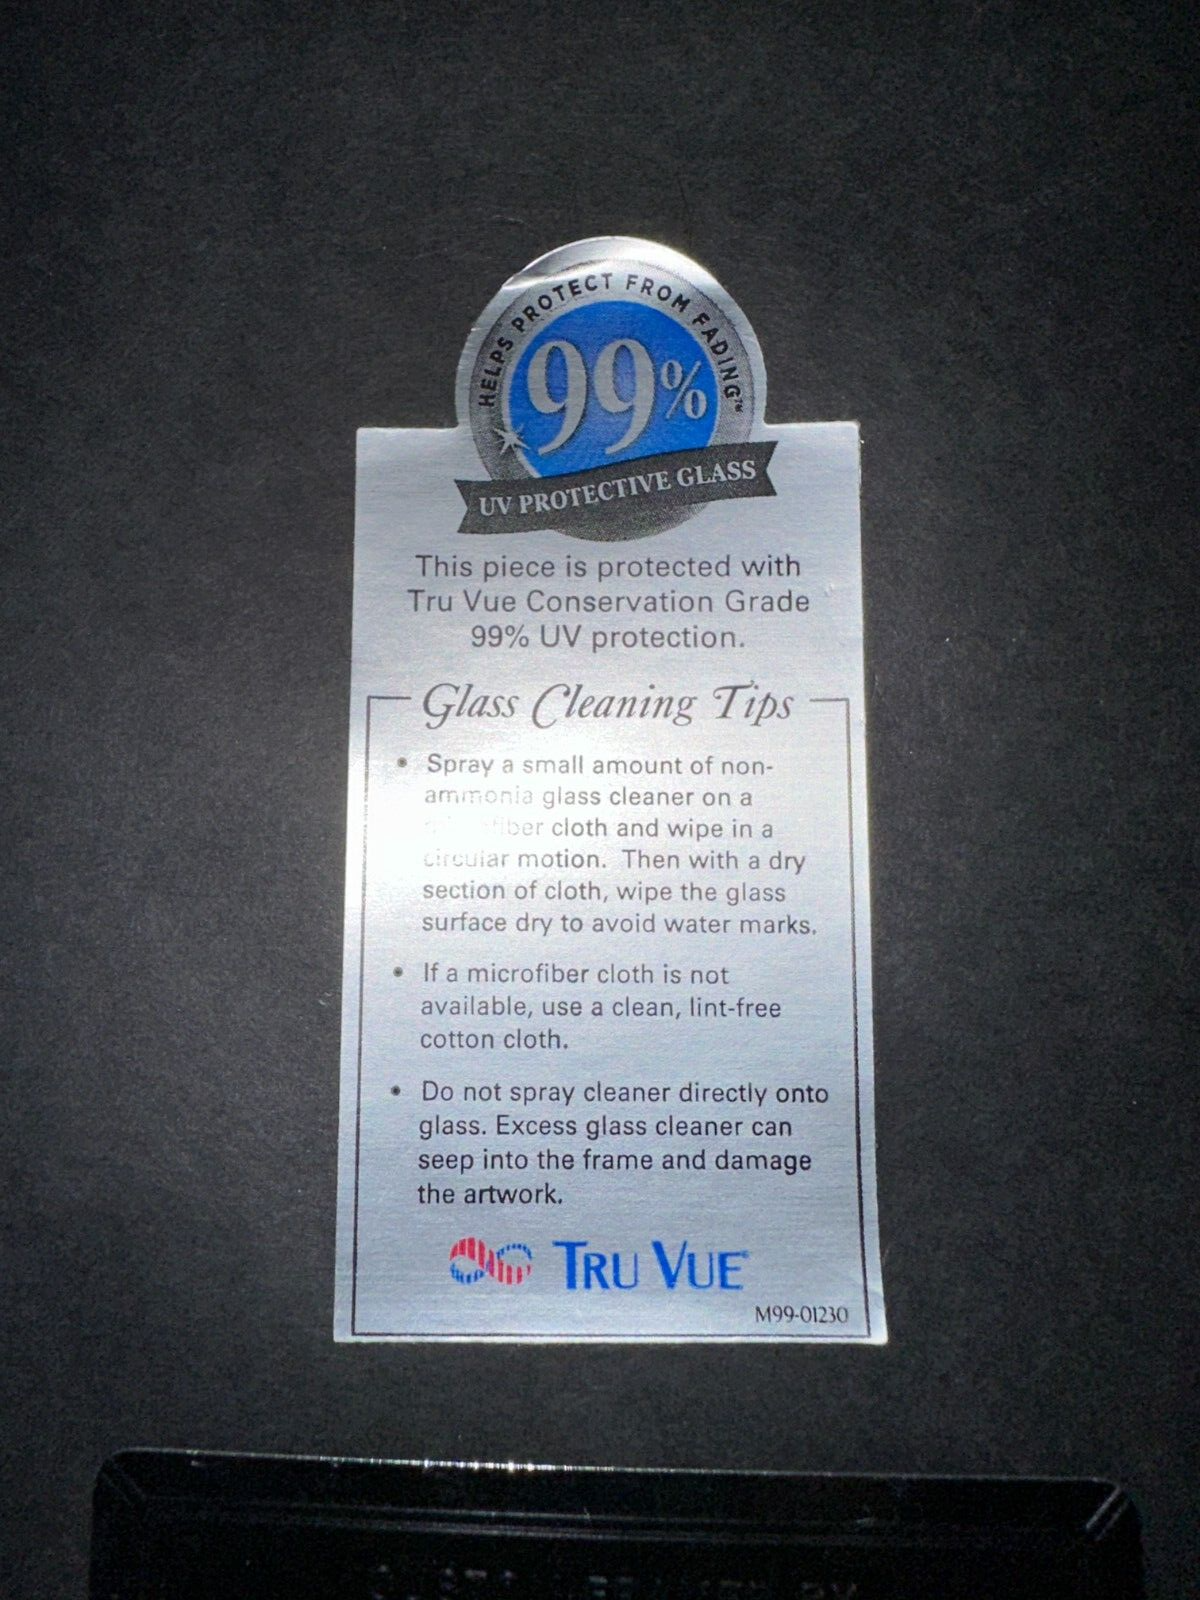 HELPS PROTECT FROM FADING™
99%
UV PROTECTIVE GLASS
This piece is protected with
Tru Vue Conservation Grade
99% UV protection.
Glass Cleaning Tips
• Spray a small amount of non-
ammonia glass cleaner on a
cloth and wipe in a
circular motion. Then with a dry
section of cloth, wipe the glass
surface dry to avoid water marks.
• If a microfiber cloth is not
available, use a clean, lint-free
cotton cloth.
• Do not spray cleaner directly onto
glass. Excess glass cleaner can
seep into the frame and damage
the artwork.
TRU VUE®
M99-01230